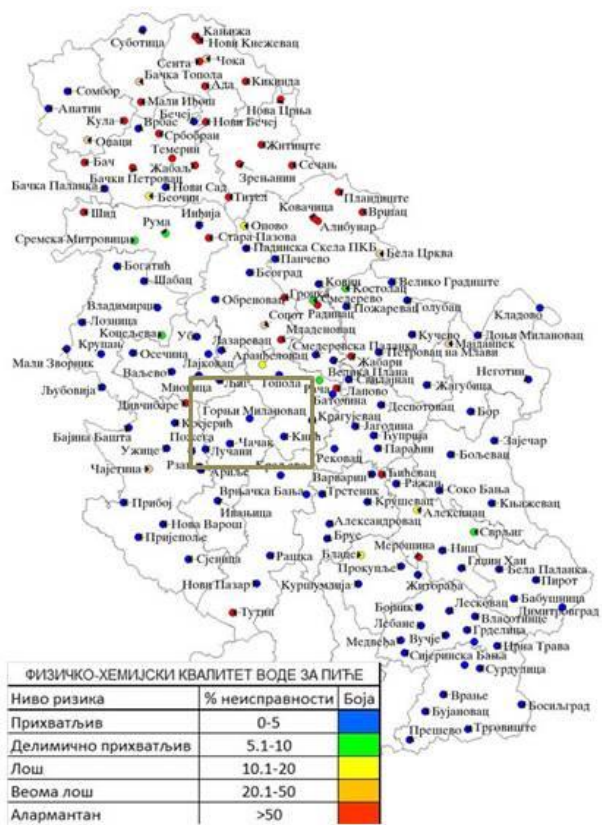 Суботица
Кањижа
Нови Кнежевац
Сента
Чока
Бачка Топола
Ада
Кикинда
Сомбор
Апатин
Мали Иђош
Нова Црња
Кула
Бечеј
Врбас
Нови Бечеј
Србобран
Оџаци
Темерин
Житиште
Бач
Жабаљ
Зрењанин
Сечањ
Бачки Петровац
Бачка Паланка
Нови Сад
Беочин
Тител
Пландиште
Ковачица
Вршац
Шид
Рума
Инђија
Опово
Алибунар
Сремска Митровица
Стара Пазова
Падинска Скела ПКБ
Бела Црква
Панчево
Богатић
Београд
Шабац
Ковин
Велико Градиште
Костолац
Обреновац
Гроцка
Смедерево
Владимирци
Пожаревац
Голубац
Кладово
Лозница
Сопот
Радинац
Коцељева
Младеновац
Кучево
Доњи Милановац
Крупањ
Уб
Лазаревац
Смедеревска Паланка
Мајданпек
Мали Зворник
Осечина
Аранђеловац
Жабари
Петровац на Млави
Лајковац
Велика Плана
Неготин
Ваљево
Свилајнац
Жагубица
Љубовија
Мионица
Љиг
Топола
Рача
Лапово
Дивчибаре
Баточина
Деспотовац
Бор
Горњи Милановац
Крагујевац
Бајина Башта
Косјерић
Јагодина
Зајечар
Пожега
Чачак
Кнић
Ћуприја
Ужице
Лучани
Рековац
Параћин
Бољевац
Чајетина
Ариље
Варварин
Ћићевац
Ражањ
Врњачка Бања
Трстеник
Соко Бања
Прибој
Ивањица
Крушевац
Књажевац
Алексинац
Нова Варош
Александровац
Сврљиг
Пријепоље
Брус
Мерошина
Блаце
Ниш
Сјеница
Рашка
Прокупље
Гаџин Хан
Бела Паланка
Нови Пазар
Куршумлија
Житорађа
Пирот
Бабушница
Тутин
Бојник
Лесковац
Димитровград
Лебане
Власотинце
Медвеђа
Вучје
Грделица
Црна Трава
Сијеринска Бања
Сурдулица
Врање
Бујановац
Босилјград
Прешево
Трговиште
ФИЗИЧКО-ХЕМИЈСКИ КВАЛИТЕТ ВОДЕ ЗА ПИЋЕ
Ниво ризика % неисправности Боја
Прихватљив 0-5
Делимично прихватљив 5.1-10
Лош 10.1-20
Веома лош 20.1-50
Алармантан >50